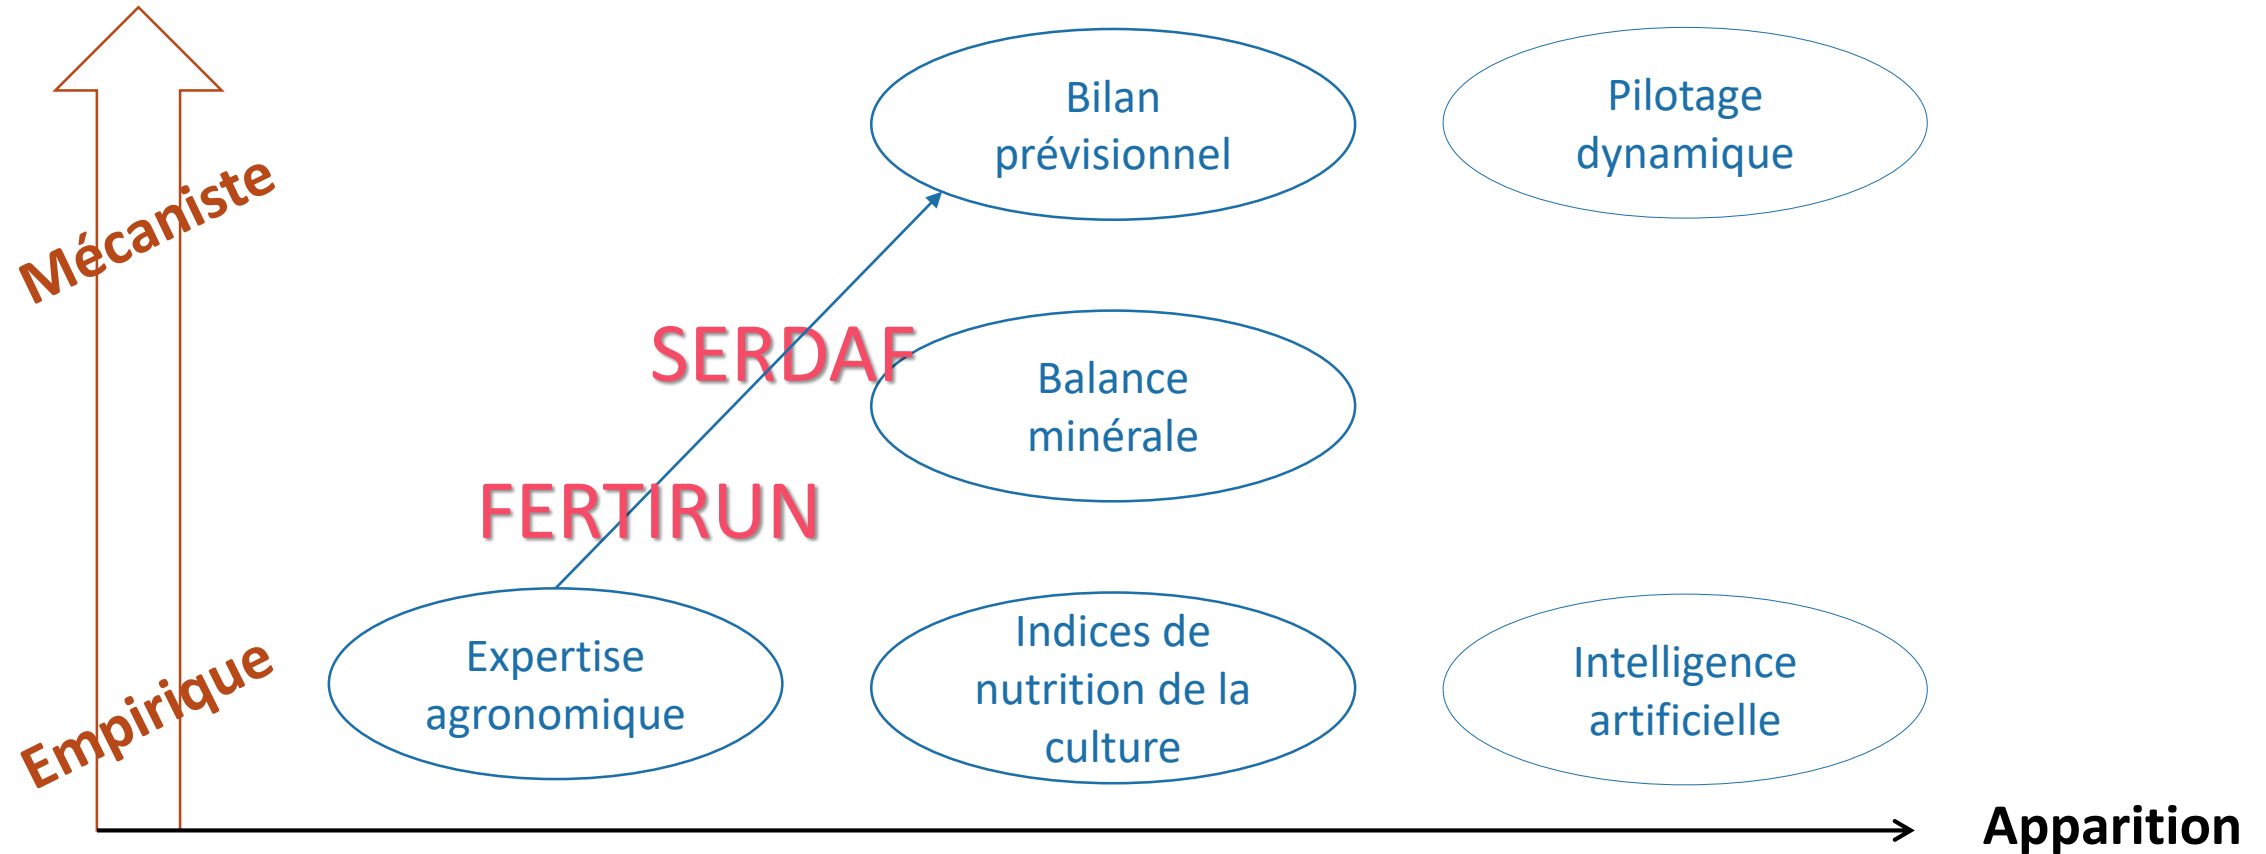 Bilan
prévisionnel
Pilotage
dynamique
Mécaniste
SERDAF
Balance
minérale
FERTIRUN
Empirique
Expertise
agronomique
Indices de
nutrition de la
culture
Intelligence
artificielle
Apparition